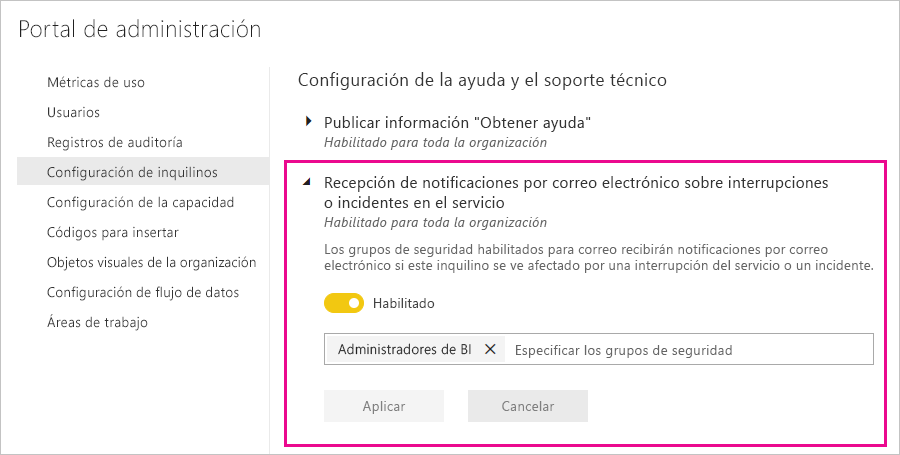 Portal de administración
Métricas de uso
Usuarios
Registros de auditoría
Configuración de inquilinos
Configuración de la capacidad
Códigos para insertar
Objetos visuales de la organización
Configuración de flujo de datos
Áreas de trabajo
Configuración de la ayuda y el soporte técnico
Publicar información "Obtener ayuda"
Habilitado para toda la organización
Recepción de notificaciones por correo electrónico sobre interrupciones
o incidentes en el servicio
Habilitado para toda la organización
Los grupos de seguridad habilitados para correo recibirán notificaciones por correo
electrónico si este inquilino se ve afectado por una interrupción del servicio o un incidente.
Habilitado
Administradores de BI Especificar los grupos de seguridad
Aplicar Cancelar